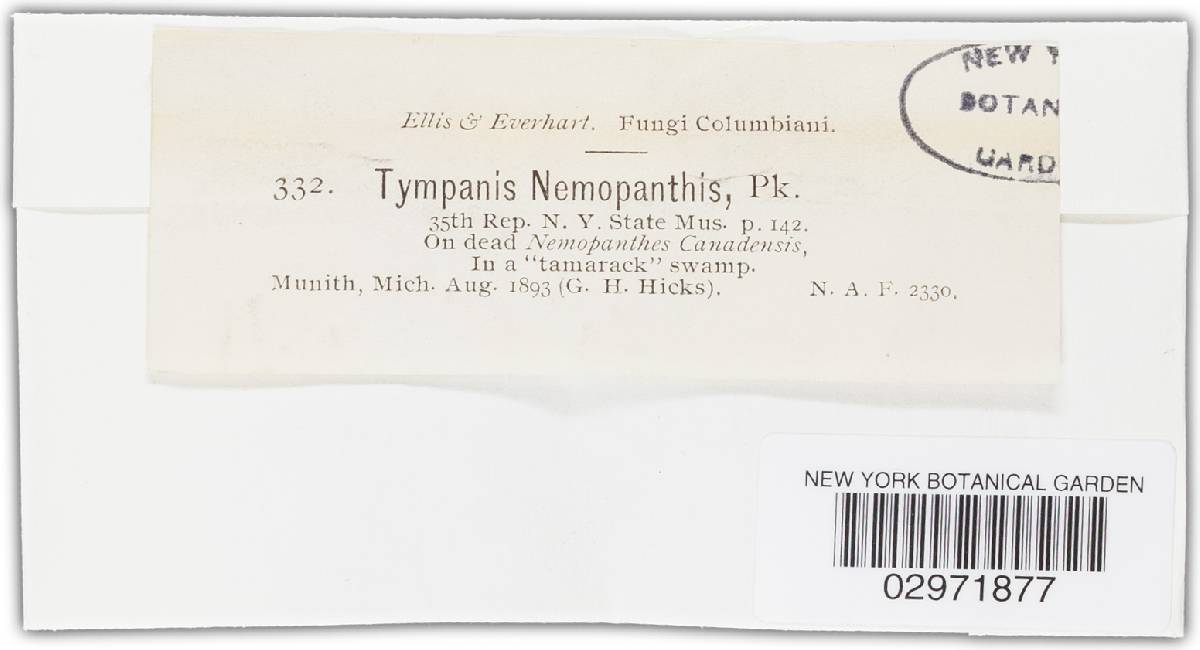 Ellis & Everhart. Fungi Columbiani.
332. Tympanis Nemopanthis, Pk.
35th Rep. N. Y. State Mus. p. 142.
On dead Nemopanthes Canadensis,
In a "tamarack" swamp.
Munith, Mich. Aug. 1893 (G. H. Hicks). N. A. F. 2330.
NEW Y
BOTAN
GARD
NEW YORK BOTANICAL GARDEN
02971877